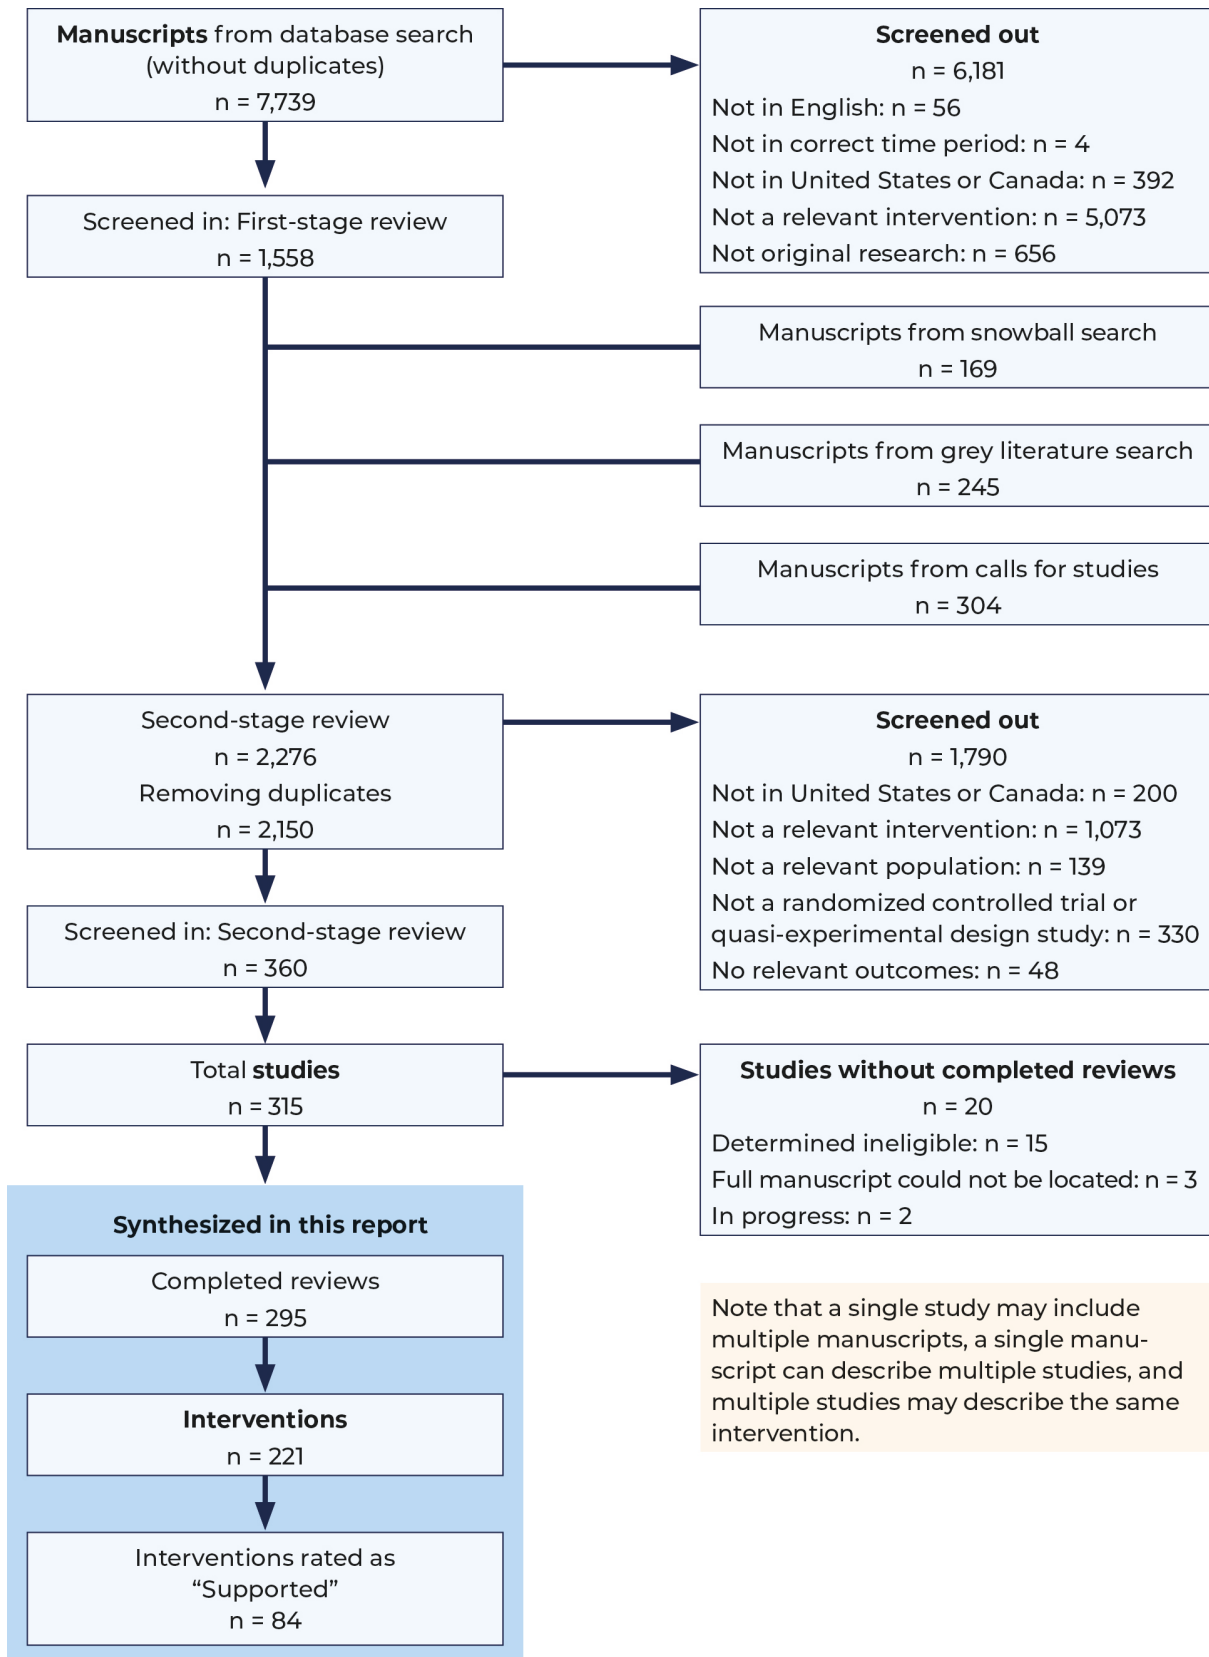 Manuscripts from database search
(without duplicates)
n = 7,739
Screened out
n = 6,181
Not in English: n = 56
Not in correct time period: n = 4
Not in United States or Canada: n = 392
Not a relevant intervention: n = 5,073
Not original research: n = 656
Screened in: First-stage review
n = 1,558
Manuscripts from snowball search
n = 169
Manuscripts from grey literature search
n = 245
Manuscripts from calls for studies
n = 304
Second-stage review
n = 2,276
Removing duplicates
n = 2,150
Screened out
n = 1,790
Not in United States or Canada: n = 200
Not a relevant intervention: n = 1,073
Not a relevant population: n = 139
Not a randomized controlled trial or
quasi-experimental design study: n = 330
No relevant outcomes: n = 48
Screened in: Second-stage review
n = 360
Total studies
n = 315
Studies without completed reviews
n = 20
Determined ineligible: n = 15
Full manuscript could not be located: n = 3
In progress: n = 2
Synthesized in this report
Completed reviews
n = 295
Interventions
n = 221
Interventions rated as
“Supported”
n = 84
Note that a single study may include
multiple manuscripts, a single manu-
script can describe multiple studies, and
multiple studies may describe the same
intervention.